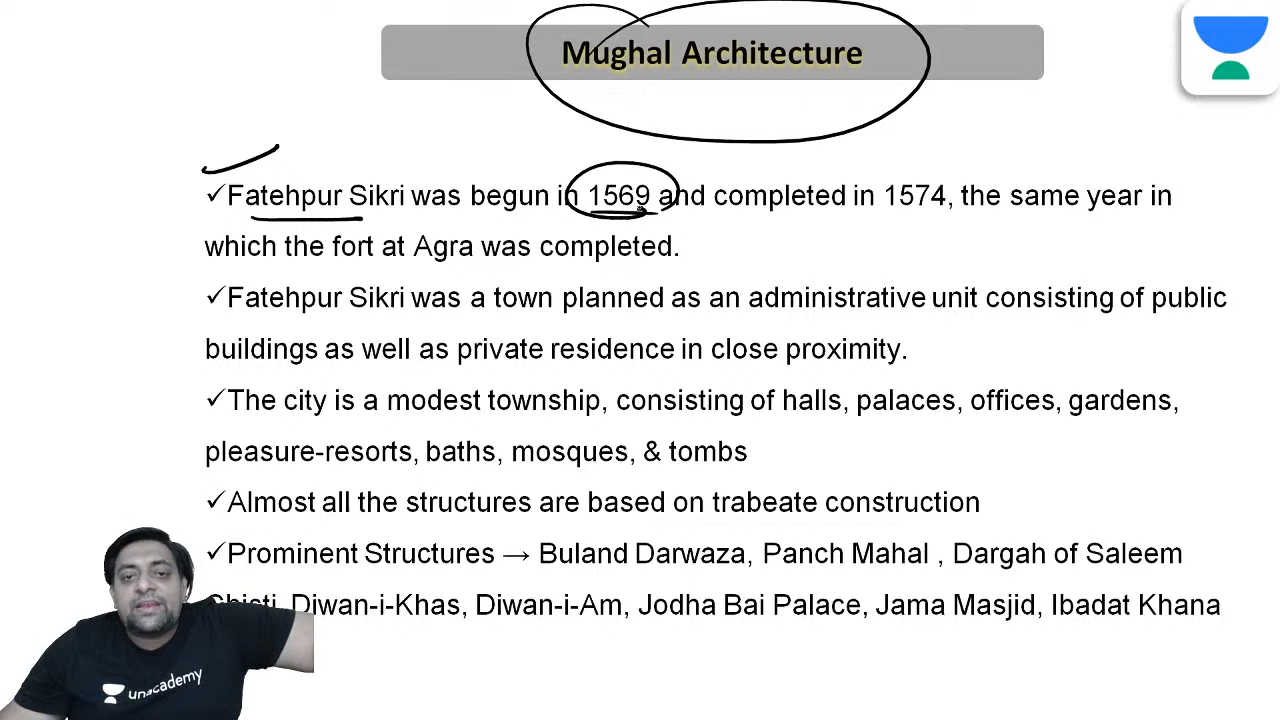 Mughal Architecture
✓Fatehpur Sikri was begun in 1569 and completed in 1574, the same year in
which the fort at Agra was completed.
✓Fatehpur Sikri was a town planned as an administrative unit consisting of public
buildings as well as private residence in close proximity.
✓The city is a modest township, consisting of halls, palaces, offices, gardens,
pleasure-resorts, baths, mosques, & tombs
✓Almost all the structures are based on trabeate construction
✓Prominent Structures → Buland Darwaza, Panch Mahal , Dargah of Saleem
Chisti, Diwan-i-Khas, Diwan-i-Am, Jodha Bai Palace, Jama Masjid, Ibadat Khana
unacademy